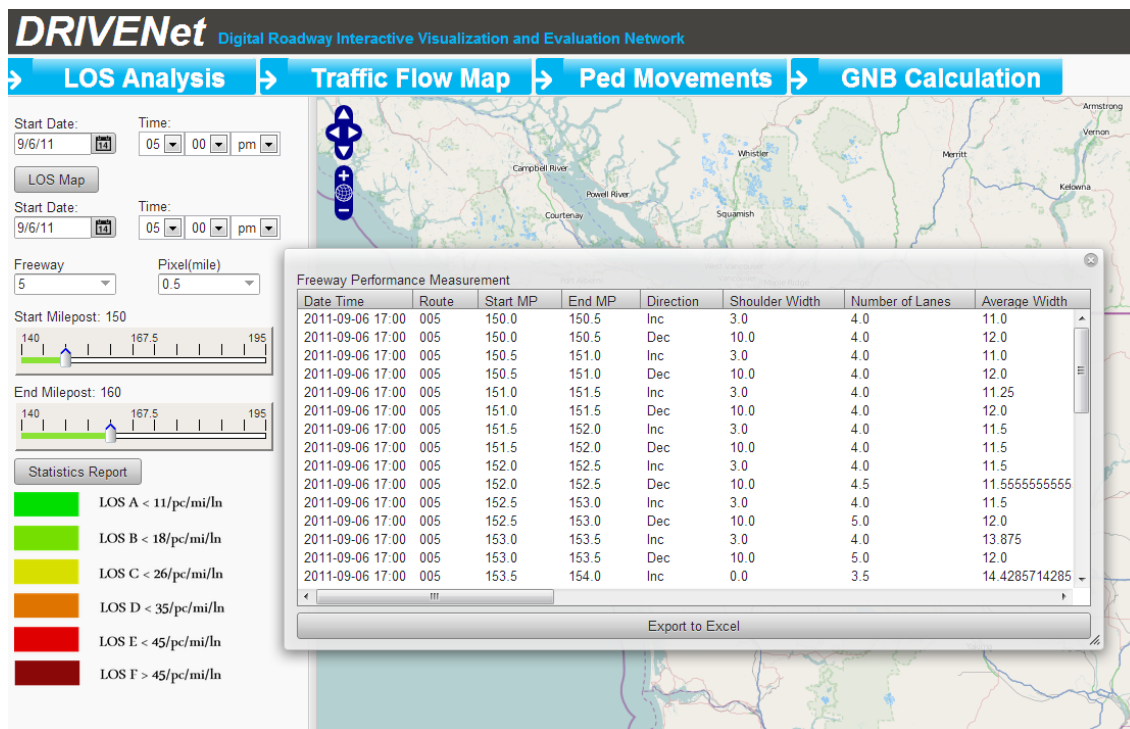 DRIVENet Digital Roadway Interactive Visualization and Evaluation Network
LOS Analysis Traffic Flow Map Ped Movements GNB Calculation
Start Date: Time:
9/6/11 14 05 00 pm
LOS Map
Start Date: Time:
9/6/11 14 05 00 pm
Freeway Pixel(mile)
5 0.5
Start Milepost: 150
140 167.5 195
End Milepost: 160
140 167.5 195
Statistics Report
LOS A < 11/pc/mi/ln
LOS B < 18/pc/mi/ln
LOS C < 26/pc/mi/ln
LOS D < 35/pc/mi/ln
LOS E < 45/pc/mi/ln
LOS F > 45/pc/mi/ln
Armstrong
Vernon
Whistler
Merritt
Campbell River
Kelowna
Powell River
Courtenay
Squamish
Freeway Performance Measurement
Date Time Route Start MP End MP Direction Shoulder Width Number of Lanes Average Width
2011-09-06 17:00 005 150.0 150.5 Inc 3.0 4.0 11.0
2011-09-06 17:00 005 150.0 150.5 Dec 10.0 4.0 12.0
2011-09-06 17:00 005 150.5 151.0 Inc 3.0 4.0 11.0
2011-09-06 17:00 005 150.5 151.0 Dec 10.0 4.0 12.0
2011-09-06 17:00 005 151.0 151.5 Inc 3.0 4.0 11.25
2011-09-06 17:00 005 151.0 151.5 Dec 10.0 4.0 12.0
2011-09-06 17:00 005 151.5 152.0 Inc 3.0 4.0 11.5
2011-09-06 17:00 005 151.5 152.0 Dec 10.0 4.0 11.5
2011-09-06 17:00 005 152.0 152.5 Inc 3.0 4.0 11.5
2011-09-06 17:00 005 152.0 152.5 Dec 10.0 4.5 11.5555555555
2011-09-06 17:00 005 152.5 153.0 Inc 3.0 4.0 11.5
2011-09-06 17:00 005 152.5 153.0 Dec 10.0 5.0 12.0
2011-09-06 17:00 005 153.0 153.5 Inc 3.0 4.0 13.875
2011-09-06 17:00 005 153.0 153.5 Dec 10.0 5.0 12.0
2011-09-06 17:00 005 153.5 154.0 Inc 0.0 3.5 14.4285714285
Export to Excel